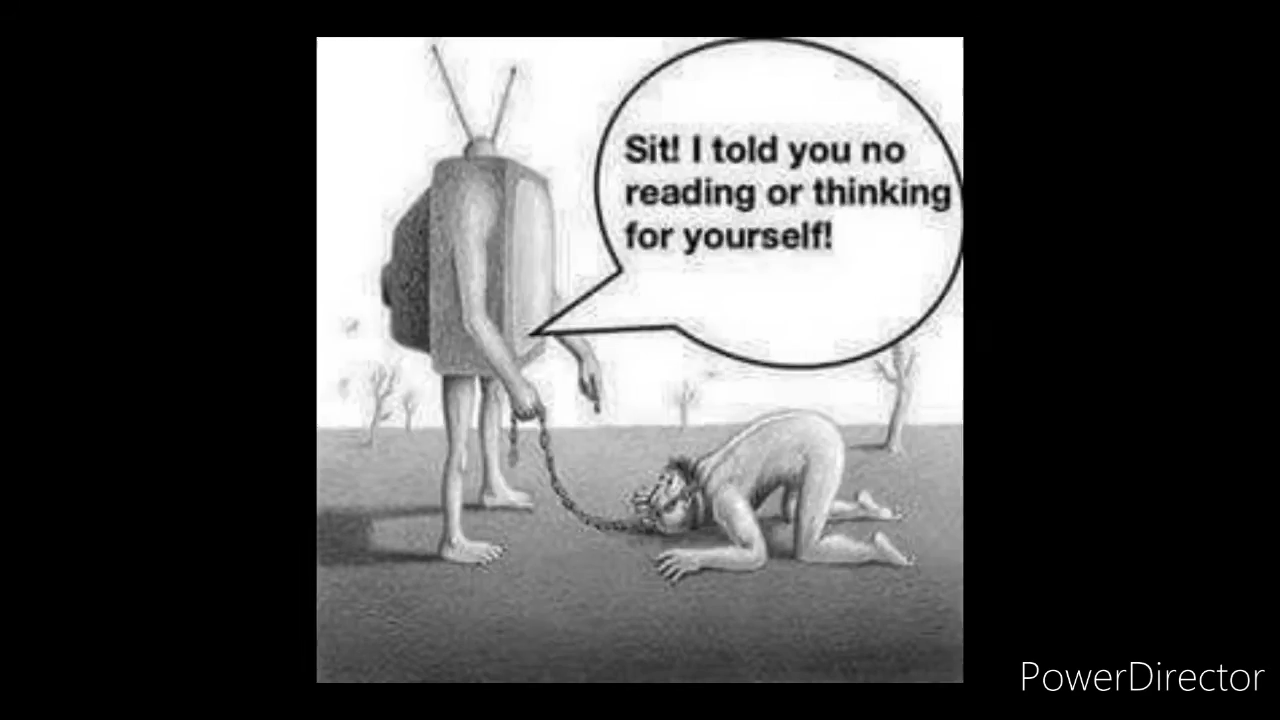 Sit! I told you no
reading or thinking
for yourself!
PowerDirector